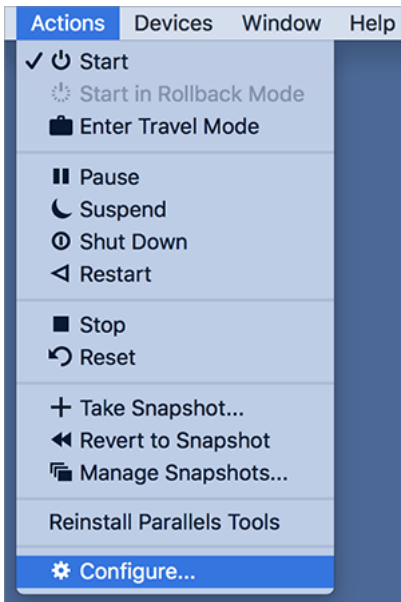 Actions Devices Window Help
Start
Start in Rollback Mode
Enter Travel Mode
Pause
Suspend
Shut Down
Restart
Stop
Reset
Take Snapshot...
Revert to Snapshot
Manage Snapshots...
Reinstall Parallels Tools
Configure...